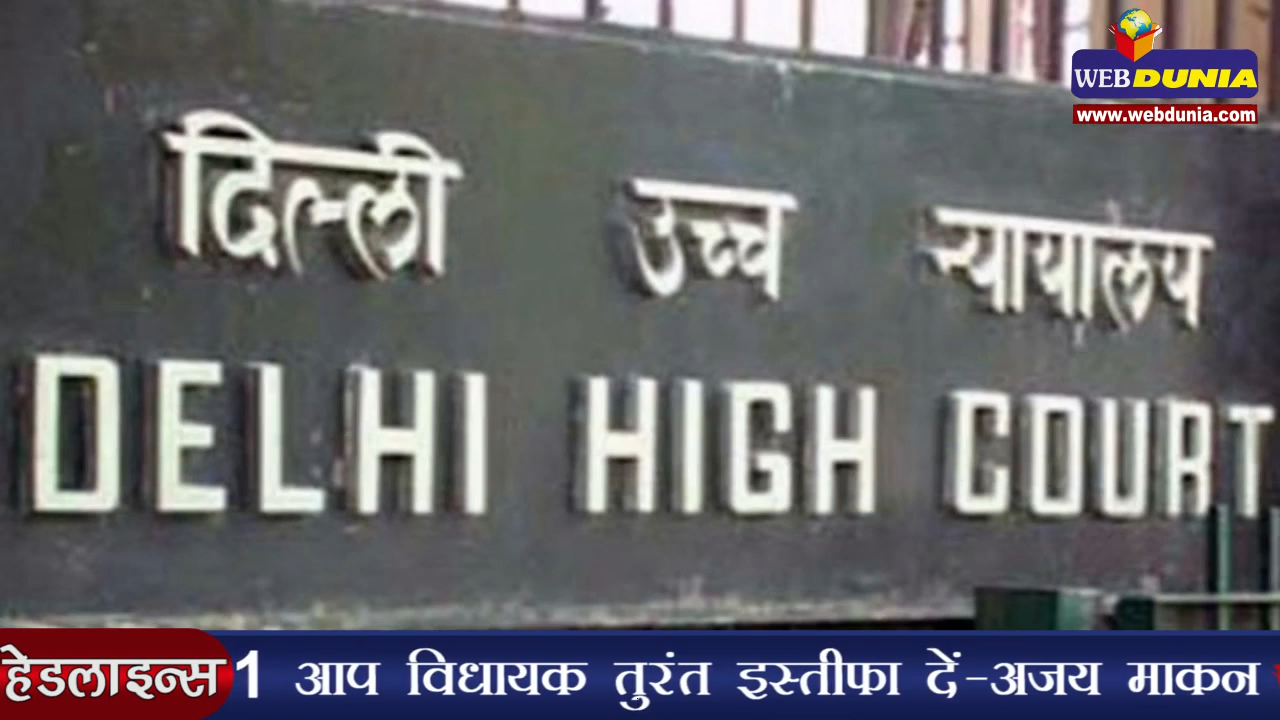 WEBDUNIA
www.webdunia.com
दिल्ली उच्च न्यायालय
DELHI HIGH COURT
हेडलाइन्स 1 आप विधायक तुरंत इस्तीफा दें-अजय माकन